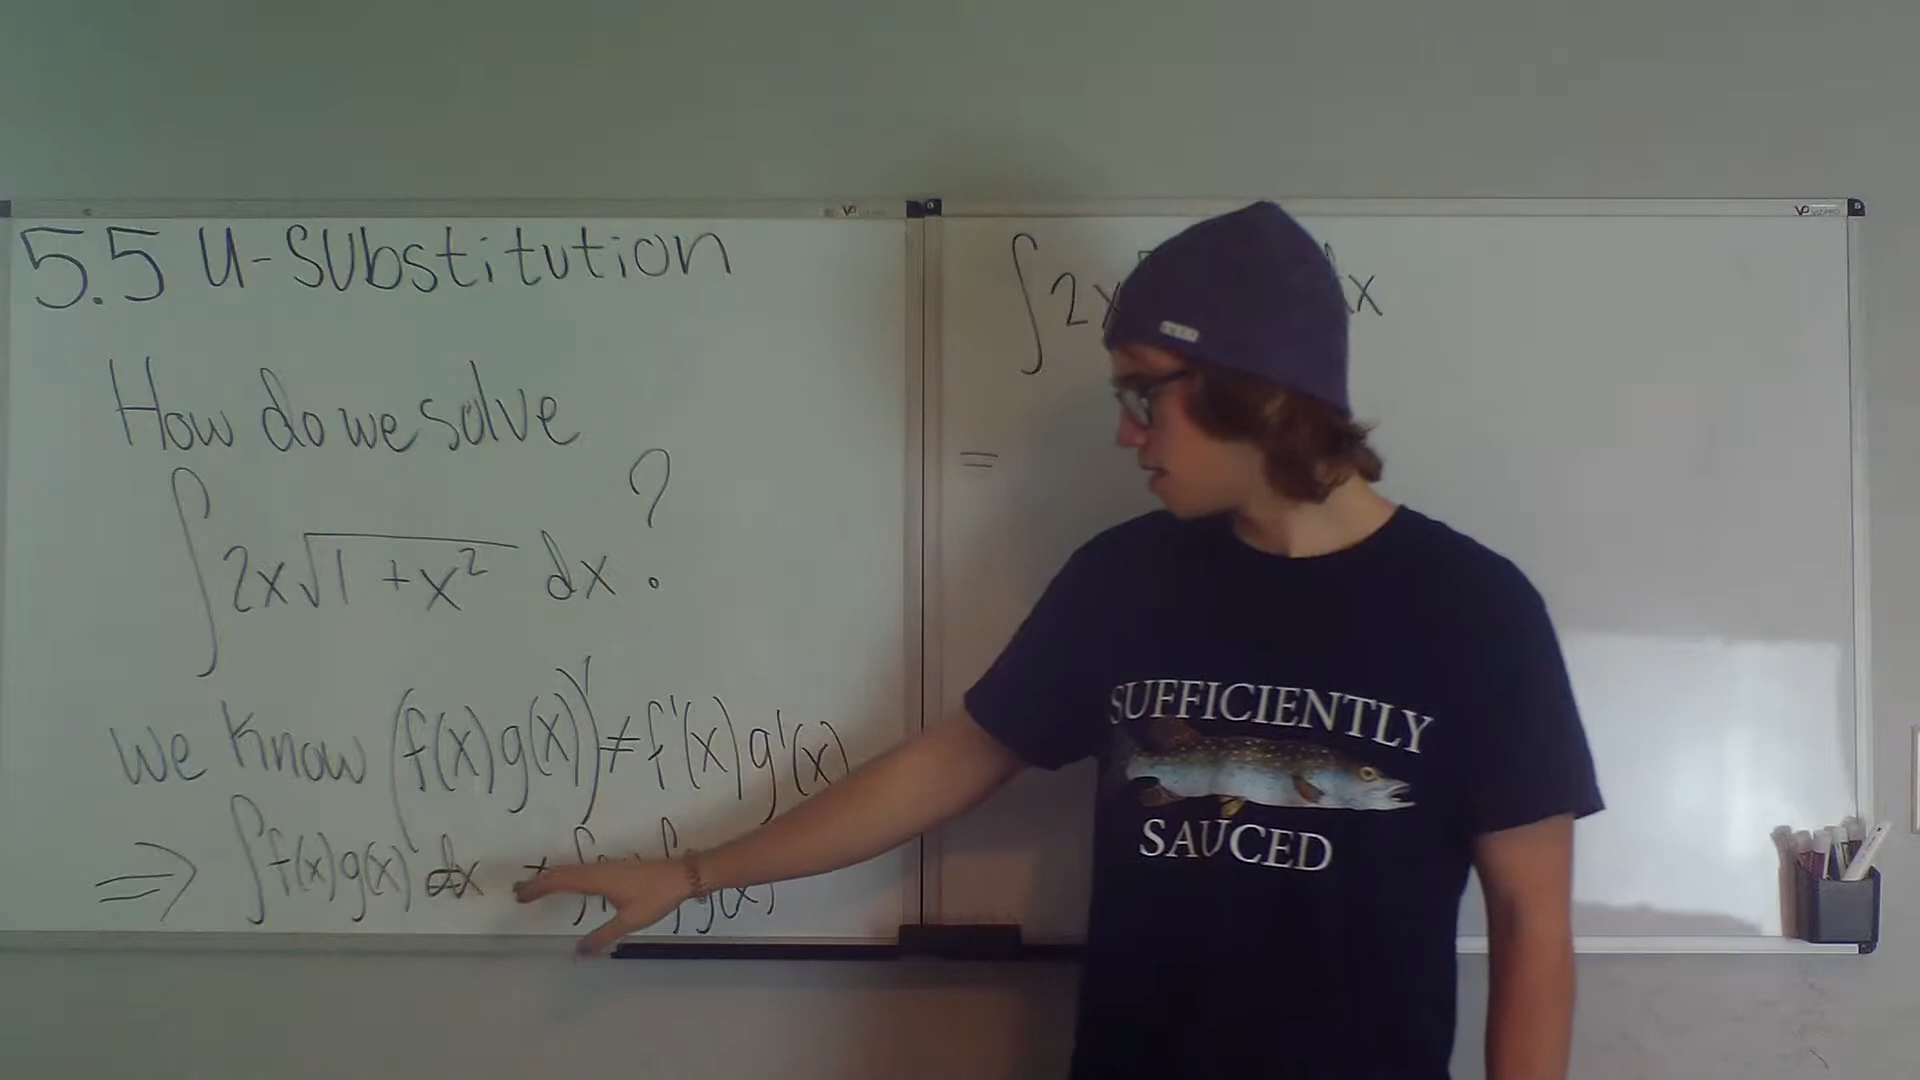 5.5 U-Substitution
How do we solve
∫ 2x√(1 + x²) dx ?
we know (f(x)g(x))' ≠ f'(x)g'(x)
⇒ ∫f(x)g(x) dx ≠ ∫ ∫g(x)
∫ 2x dx
=
SUFFICIENTLY
SAUCED